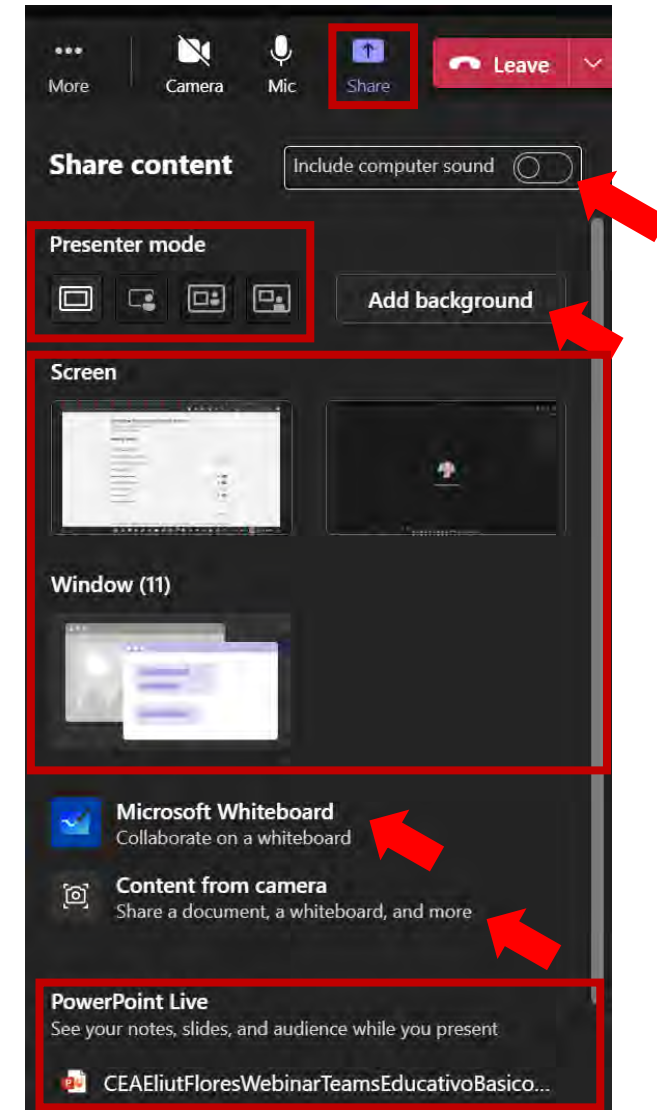 More
Camera
Mic
Share
Leave
Share content
Include computer sound
Presenter mode
Add background
Screen
Window (11)
Microsoft Whiteboard
Collaborate on a whiteboard
Content from camera
Share a document, a whiteboard, and more
PowerPoint Live
See your notes, slides, and audience while you present
CEAEliutFloresWebinarTeamsEducativoBasico...